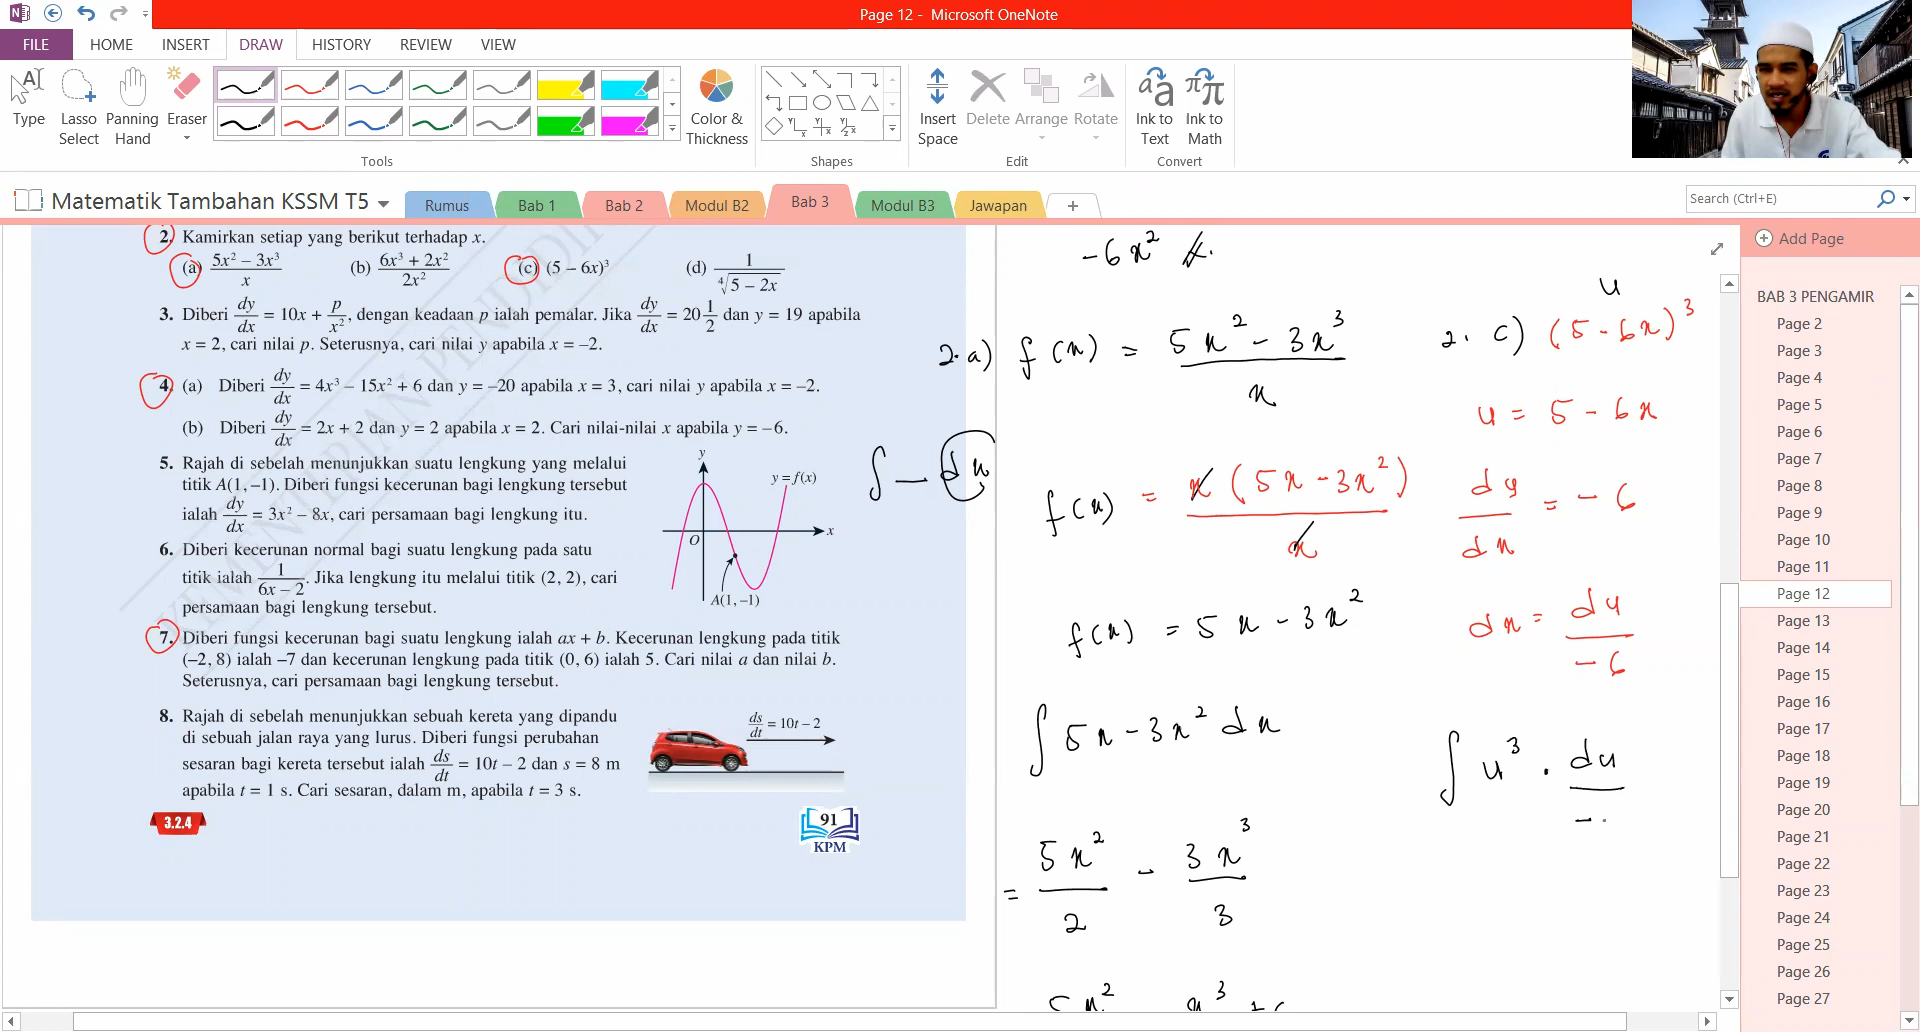 Page 12 - Microsoft OneNote
FILE HOME INSERT DRAW HISTORY REVIEW VIEW
Type
Lasso Select
Panning Hand
Eraser
Color & Thickness
Insert Space
Delete
Arrange
Rotate
Ink to Text
Ink to Math
Tools Shapes Edit Convert
Matematik Tambahan KSSM T5
Rumus Bab 1 Bab 2 Modul B2 Bab 3 Modul B3 Jawapan +
Search (Ctrl+E)
2. Kamirkan setiap yang berikut terhadap x.
(a) (5x² − 3x³)/x (b) (6x³ + 2x²)/2x² (c) (5 − 6x)³ (d) 1/⁴√(5 − 2x)
3. Diberi dy/dx = 10x + p/x², dengan keadaan p ialah pemalar. Jika dy/dx = 20 1/2 dan y = 19 apabila
x = 2, cari nilai p. Seterusnya, cari nilai y apabila x = −2.
4. (a) Diberi dy/dx = 4x³ − 15x² + 6 dan y = −20 apabila x = 3, cari nilai y apabila x = −2.
(b) Diberi dy/dx = 2x + 2 dan y = 2 apabila x = 2. Cari nilai-nilai x apabila y = −6.
5. Rajah di sebelah menunjukkan suatu lengkung yang melalui
titik A(1, −1). Diberi fungsi kecerunan bagi lengkung tersebut
ialah dy/dx = 3x² − 8x, cari persamaan bagi lengkung itu.
y
y = f(x)
O
x
A(1, −1)
6. Diberi kecerunan normal bagi suatu lengkung pada satu
titik ialah 1/(6x − 2). Jika lengkung itu melalui titik (2, 2), cari
persamaan bagi lengkung tersebut.
7. Diberi fungsi kecerunan bagi suatu lengkung ialah ax + b. Kecerunan lengkung pada titik
(−2, 8) ialah −7 dan kecerunan lengkung pada titik (0, 6) ialah 5. Cari nilai a dan nilai b.
Seterusnya, cari persamaan bagi lengkung tersebut.
8. Rajah di sebelah menunjukkan sebuah kereta yang dipandu
di sebuah jalan raya yang lurus. Diberi fungsi perubahan
sesaran bagi kereta tersebut ialah ds/dt = 10t − 2 dan s = 8 m
apabila t = 1 s. Cari sesaran, dalam m, apabila t = 3 s.
ds/dt = 10t − 2
3.2.4
91
KPM
KEMENTERIAN PENDIDIK
-6x²
2. a) f(x) = (5x² − 3x³)/x
∫ − dx
f(x) = x(5x − 3x²)/x
f(x) = 5x − 3x²
∫ 5x − 3x² dx
= 5x²/2 − 3x³/3
5x² x³ +c
u
2. c) (5 − 6x)³
u = 5 − 6x
dy/dx = −6
dx = du/−6
∫ u³ . du/−
Add Page
BAB 3 PENGAMIR
Page 2
Page 3
Page 4
Page 5
Page 6
Page 7
Page 8
Page 9
Page 10
Page 11
Page 12
Page 13
Page 14
Page 15
Page 16
Page 17
Page 18
Page 19
Page 20
Page 21
Page 22
Page 23
Page 24
Page 25
Page 26
Page 27